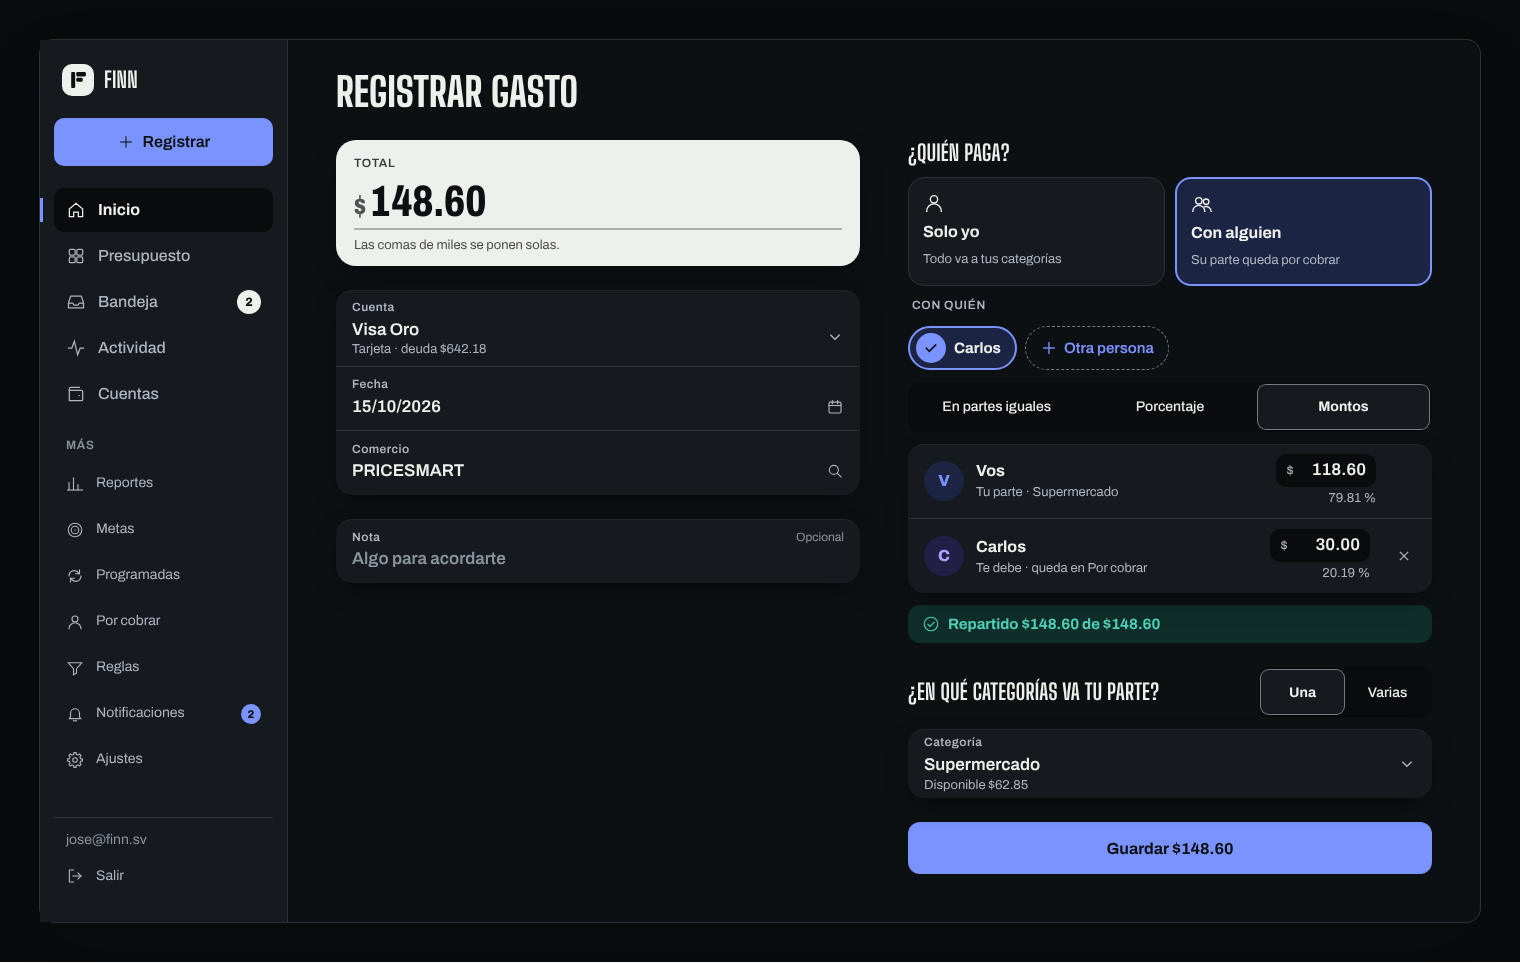 FINN
Registrar
Inicio
Presupuesto
Bandeja 2
Actividad
Cuentas
MÁS
Reportes
Metas
Programadas
Por cobrar
Reglas
Notificaciones 2
Ajustes
jose@finn.sv
Salir
REGISTRAR GASTO
TOTAL
$ 148.60
Las comas de miles se ponen solas.
Cuenta
Visa Oro
Tarjeta · deuda $642.18
Fecha
15/10/2026
Comercio
PRICESMART
Nota Opcional
Algo para acordarte
¿QUIÉN PAGA?
Solo yo
Todo va a tus categorías
Con alguien
Su parte queda por cobrar
CON QUIÉN
Carlos
Otra persona
En partes iguales Porcentaje Montos
V
Vos
Tu parte · Supermercado
$ 118.60
79.81 %
C
Carlos
Te debe · queda en Por cobrar
$ 30.00
20.19 %
Repartido $148.60 de $148.60
¿EN QUÉ CATEGORÍAS VA TU PARTE?
Una Varias
Categoría
Supermercado
Disponible $62.85
Guardar $148.60